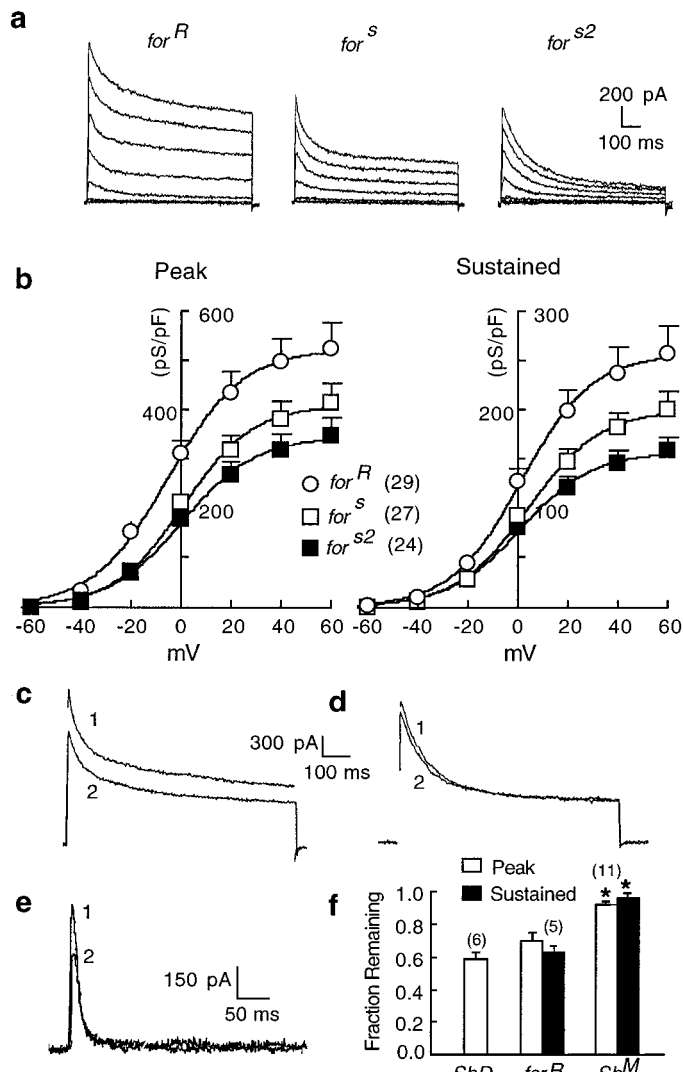 a
for R for s for s2
200 pA
100 ms
b
Peak Sustained
(pS/pF) 600 (pS/pF) 300
400 200
200 100
for R (29)
for s (27)
for s2 (24)
-60 -40 -20 0 20 40 60 -60 -40 -20 0 20 40 60
mV mV
c d
1 1
300 pA
100 ms
2 2
e f
Peak (11)
Sustained
1
2
150 pA
50 ms
Fraction Remaining
1.0
0.8
0.6
0.4
0.2
0.0
(6) (5) * *
ShD for R Sh M